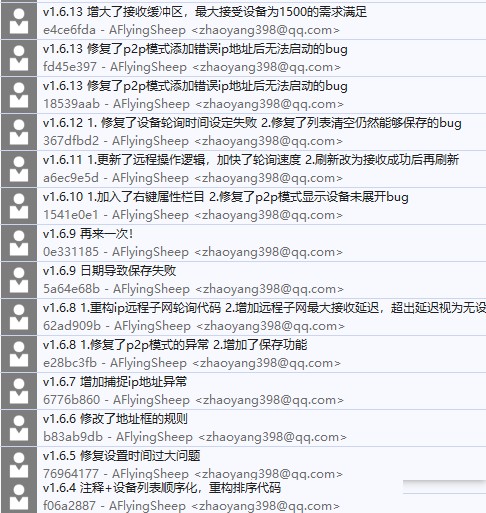 v1.6.13 增大了接收缓冲区，最大接受设备为1500的需求满足
e4ce6fda - AFlyingSheep <zhaoyang398@qq.com>
v1.6.13 修复了p2p模式添加错误ip地址后无法启动的bug
fd45e397 - AFlyingSheep <zhaoyang398@qq.com>
v1.6.13 修复了p2p模式添加错误ip地址后无法启动的bug
18539aab - AFlyingSheep <zhaoyang398@qq.com>
v1.6.12 1. 修复了设备轮询时间设定失败 2.修复了列表清空仍然能够保存的bug
367dfbd2 - AFlyingSheep <zhaoyang398@qq.com>
v1.6.11 1.更新了远程操作逻辑，加快了轮询速度 2.刷新改为接收成功后再刷新
a6ec9e5d - AFlyingSheep <zhaoyang398@qq.com>
v1.6.10 1.加入了右键属性栏目 2.修复了p2p模式显示设备未展开bug
1541e0e1 - AFlyingSheep <zhaoyang398@qq.com>
v1.6.9 再来一次!
0e331185 - AFlyingSheep <zhaoyang398@qq.com>
v1.6.9 日期导致保存失败
5a64e68b - AFlyingSheep <zhaoyang398@qq.com>
v1.6.8 1.重构ip远程子网轮询代码 2.增加远程子网最大接收延迟，超出延迟视为无设
62ad909b - AFlyingSheep <zhaoyang398@qq.com>
v1.6.8 1.修复了p2p模式的异常 2.增加了保存功能
e28bc3fb - AFlyingSheep <zhaoyang398@qq.com>
v1.6.7 增加捕捉ip地址异常
6776b860 - AFlyingSheep <zhaoyang398@qq.com>
v1.6.6 修改了地址框的规则
b83ab9db - AFlyingSheep <zhaoyang398@qq.com>
v1.6.5 修复设置时间过大问题
76964177 - AFlyingSheep <zhaoyang398@qq.com>
v1.6.4 注释+设备列表顺序化，重构排序代码
f06a2887 - AFlyingSheep <zhaoyang398@qq.com>